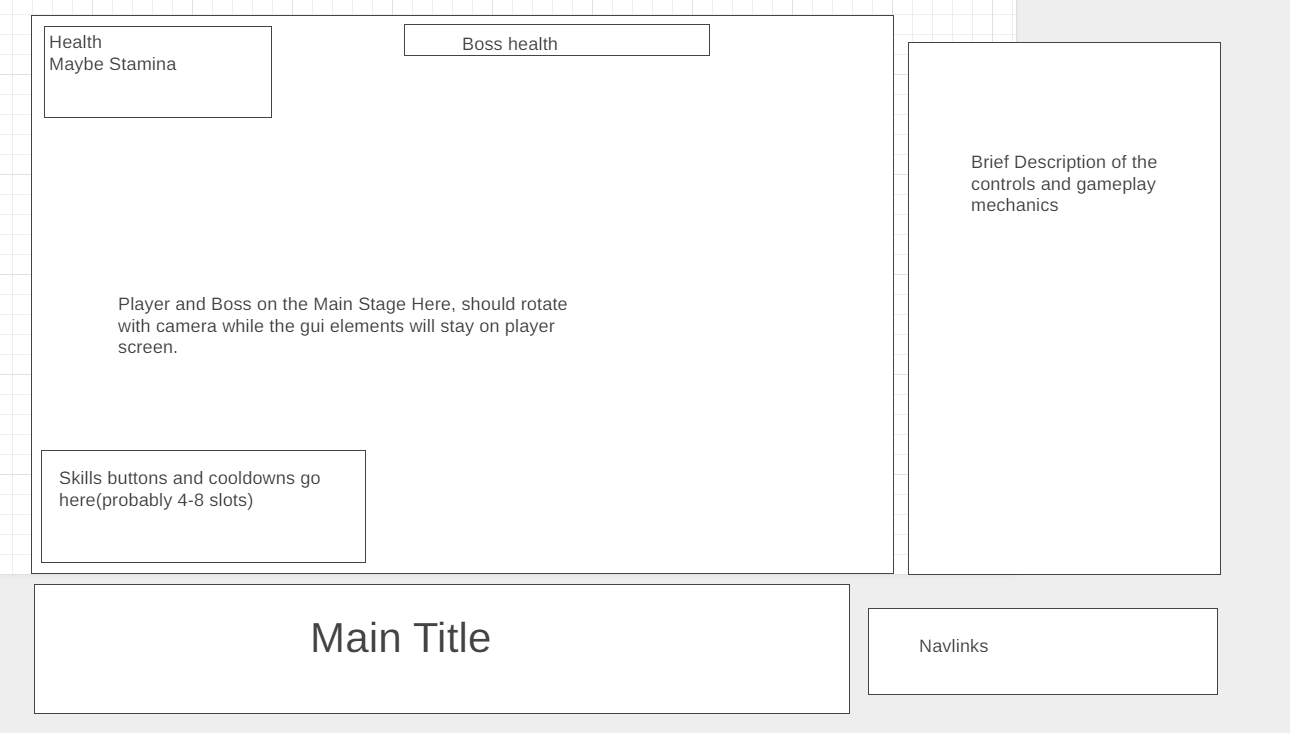 Health
Maybe Stamina
Boss health
Brief Description of the
controls and gameplay
mechanics
Player and Boss on the Main Stage Here, should rotate
with camera while the gui elements will stay on player
screen.
Skills buttons and cooldowns go
here(probably 4-8 slots)
Main Title
Navlinks